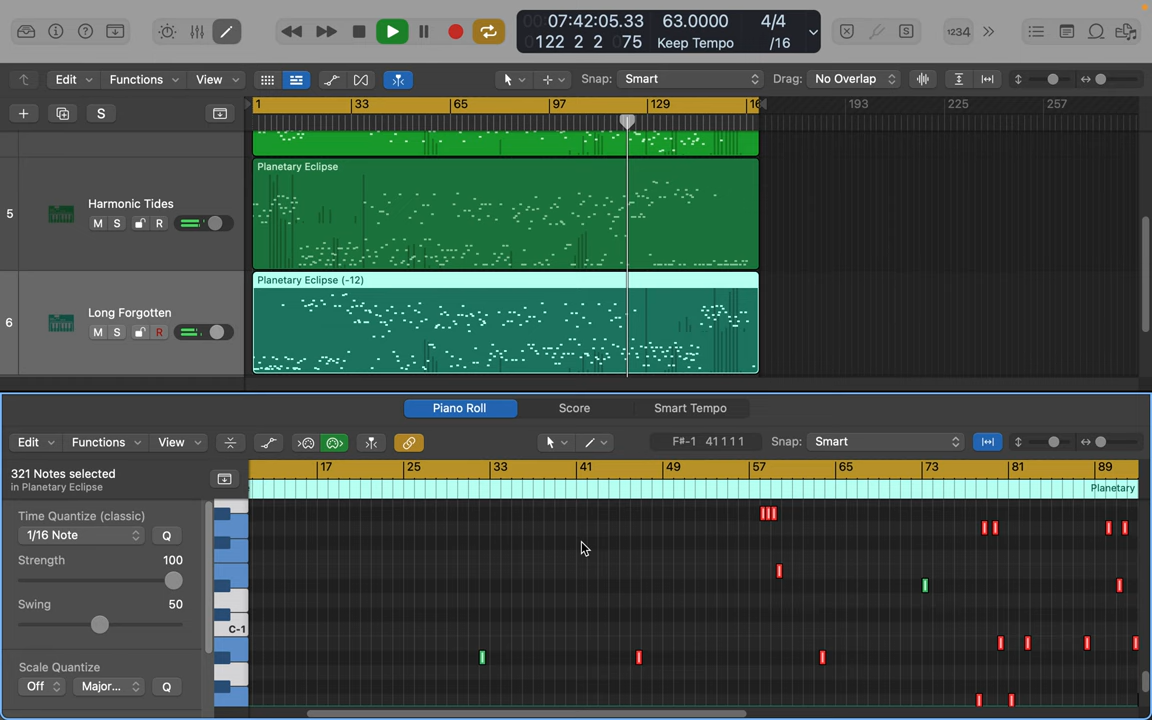 07:42:05.33
122 2 2 075
63.0000
Keep Tempo
4/4
/16
1234
Edit
Functions
View
Snap: Smart
Drag: No Overlap
S
1 33 65 97 129 16 193 225 257
5
Harmonic Tides
M S R
Planetary Eclipse
6
Long Forgotten
M S R
Planetary Eclipse (-12)
Piano Roll
Score
Smart Tempo
Edit
Functions
View
F#-1 41 1 1 1
Snap: Smart
321 Notes selected
in Planetary Eclipse
17 25 33 41 49 57 65 73 81 89
Planetary
Time Quantize (classic)
1/16 Note
Q
Strength 100
Swing 50
C-1
Scale Quantize
Off
Major...
Q